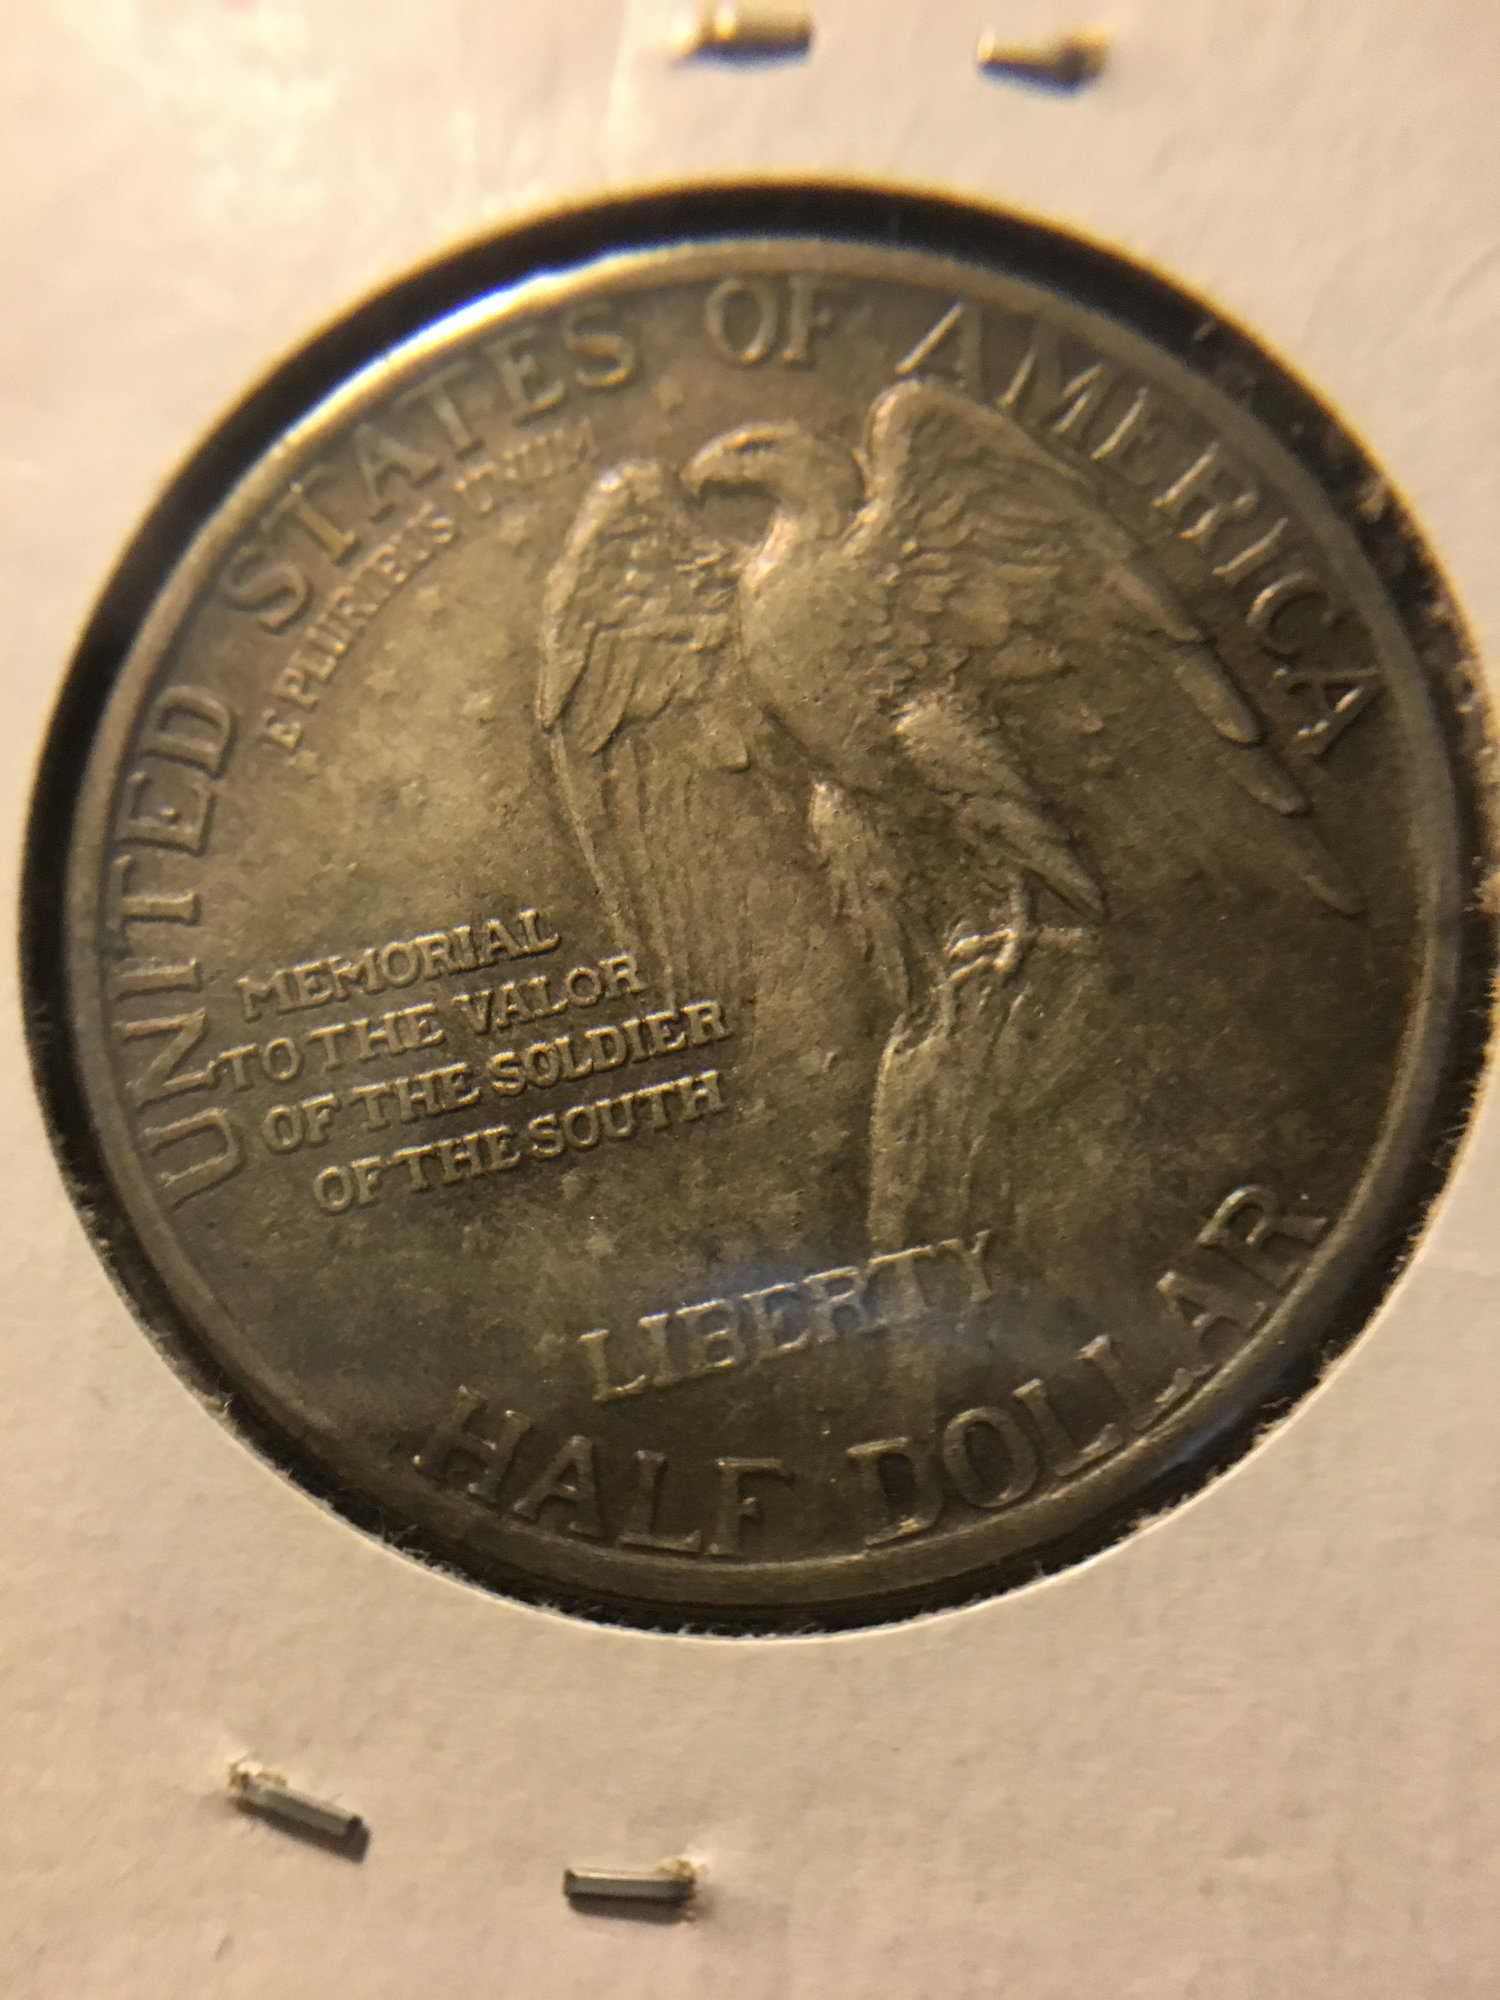 UNITED STATES OF AMERICA
E PLURIBUS UNUM
MEMORIAL
TO THE VALOR
OF THE SOLDIER
OF THE SOUTH
LIBERTY
HALF DOLLAR